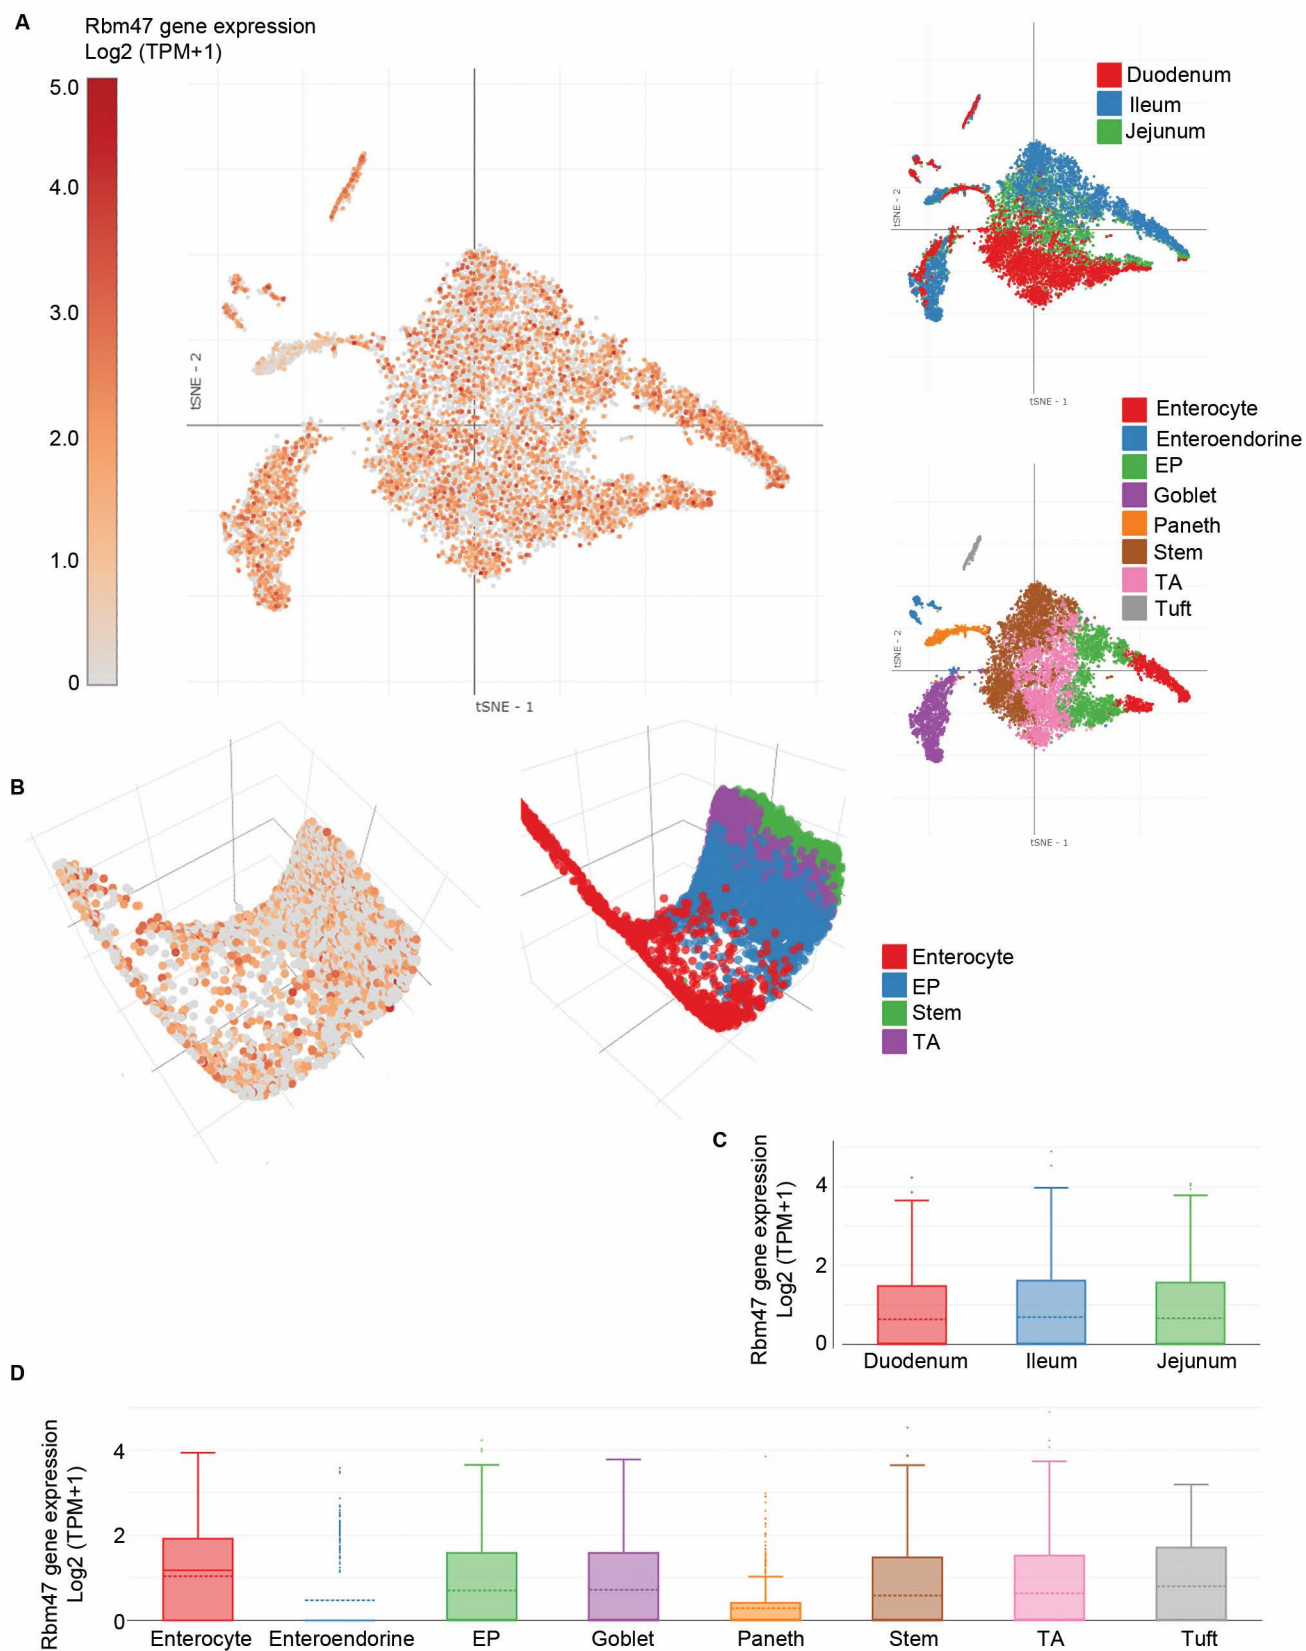 A
Rbm47 gene expression
Log2 (TPM+1)
5.0
4.0
3.0
2.0
1.0
0
tSNE - 2
tSNE - 1
Duodenum
Ileum
Jejunum
tSNE - 2
tSNE - 1
Enterocyte
Enteroendorine
EP
Goblet
Paneth
Stem
TA
Tuft
tSNE - 2
tSNE - 1
B
Enterocyte
EP
Stem
TA
C
Rbm47 gene expression
Log2 (TPM+1)
4
2
0
Duodenum
Ileum
Jejunum
D
Rbm47 gene expression
Log2 (TPM+1)
4
2
0
Enterocyte
Enteroendorine
EP
Goblet
Paneth
Stem
TA
Tuft